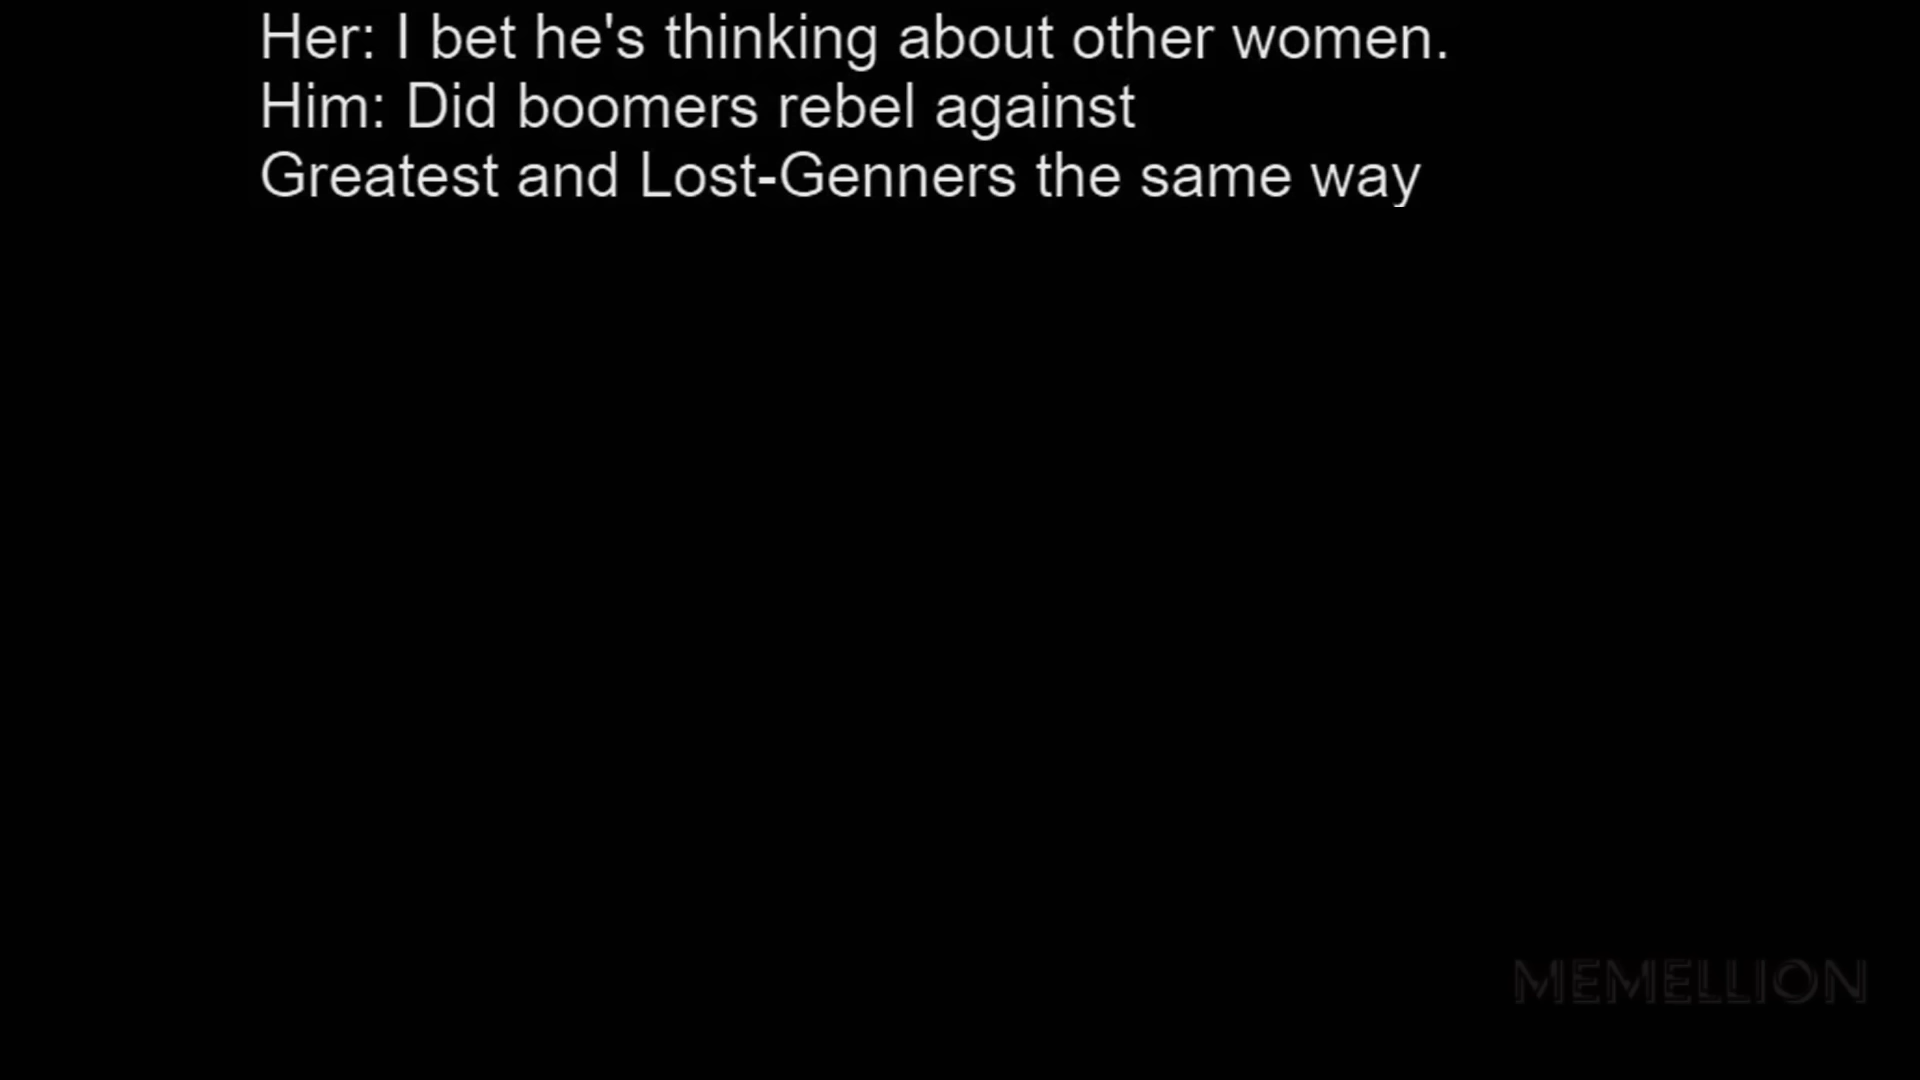 Her: I bet he's thinking about other women.
Him: Did boomers rebel against
Greatest and Lost-Genners the same way
MEMELLION